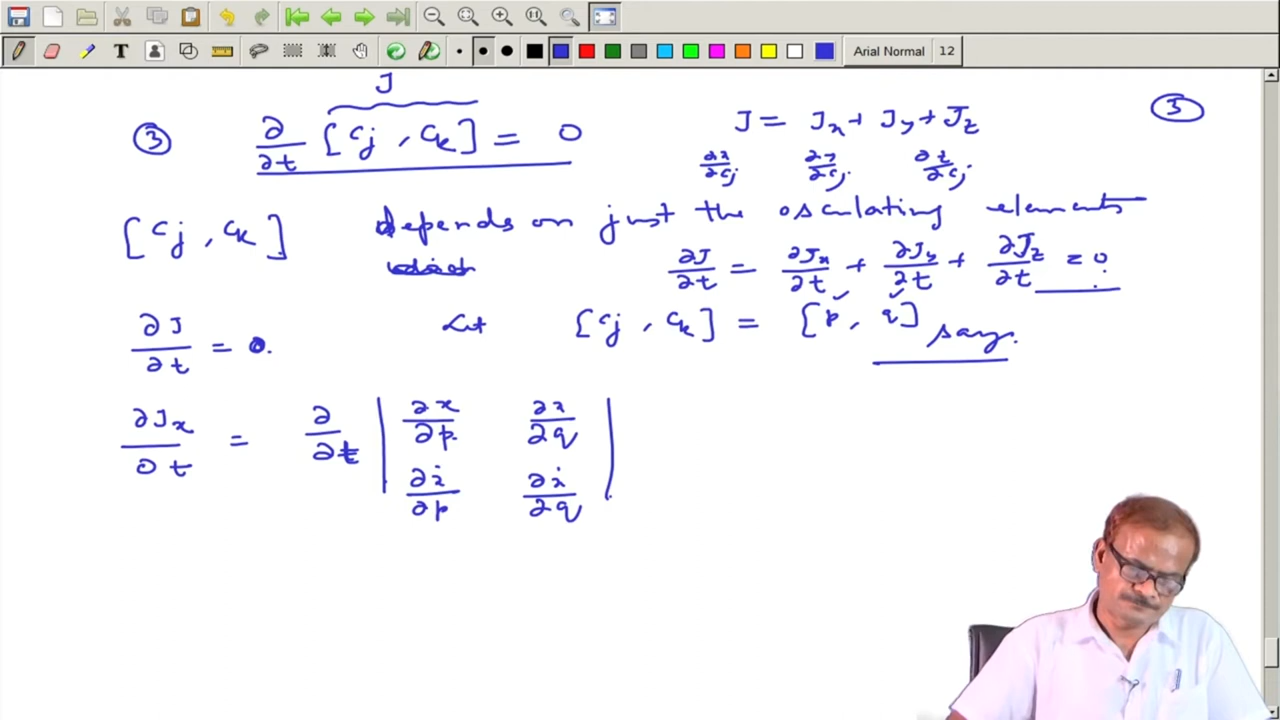 Arial Normal 12
J
③ ∂/∂t [cj, ck] = 0
J = Jx + Jy + Jz
⑤
∂x/∂cj ∂y/∂cj ∂z/∂cj
[cj, ck] depends on just the osculating elements
∂J/∂t = ∂Jx/∂t + ∂Jy/∂t + ∂Jz/∂t = 0
∂J/∂t = 0.
Let [cj, ck] = [p, q] say.
∂Jx/∂t = ∂/∂t | ∂x/∂p ∂x/∂q |
| ∂ẋ/∂p ∂ẋ/∂q |